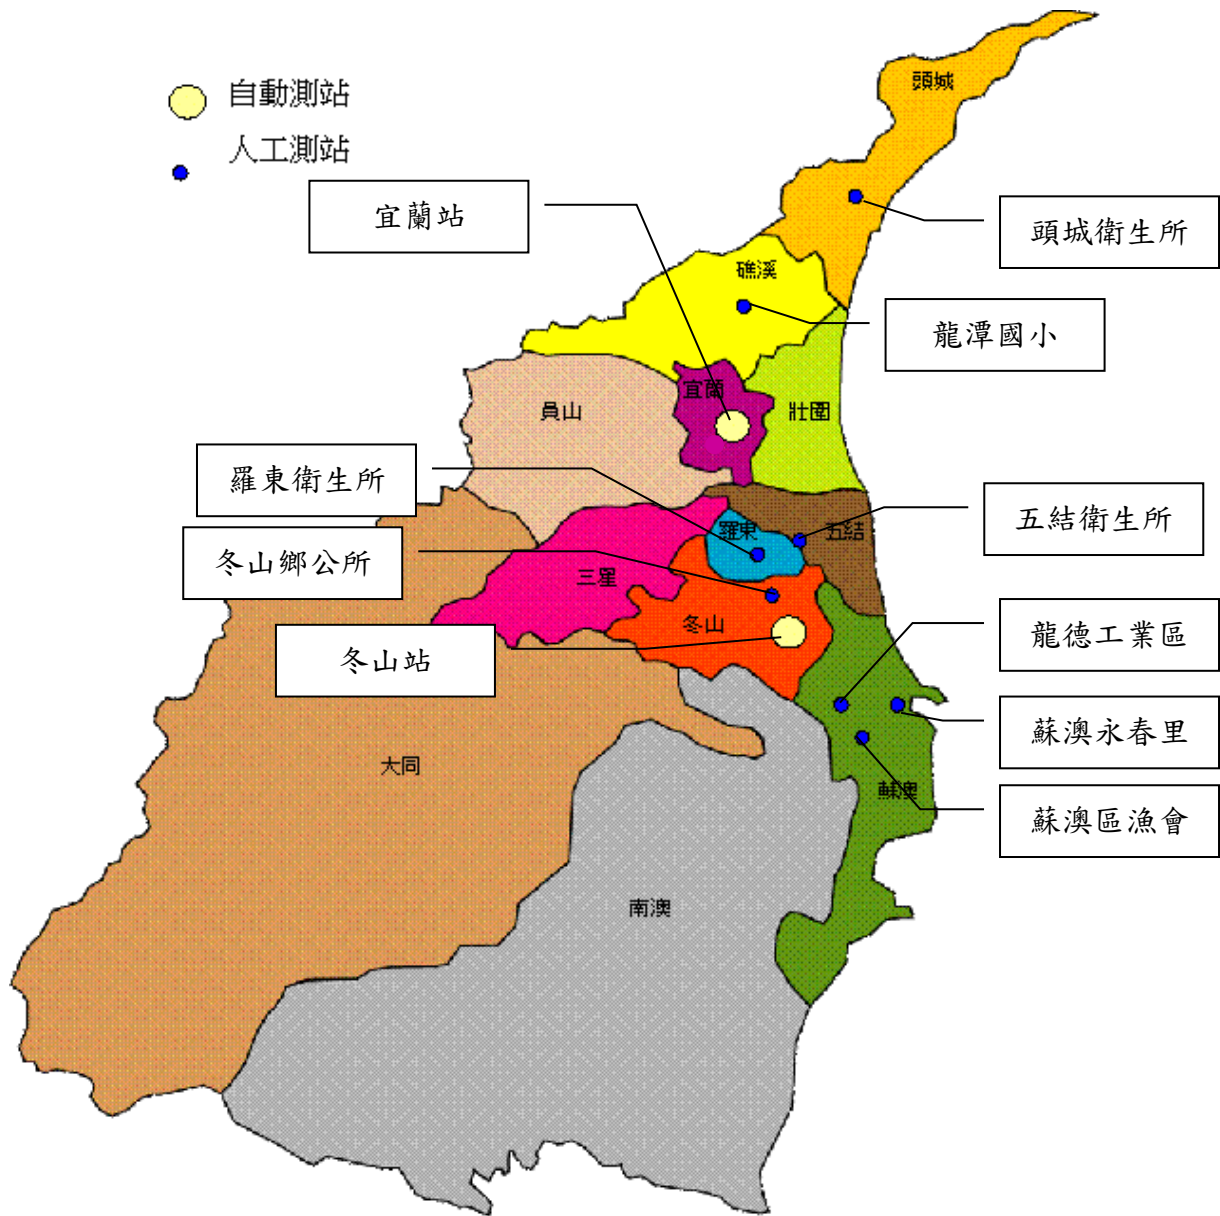 頭城
自動測站
人工測站
宜蘭站
頭城衛生所
礁溪
龍潭國小
宜蘭
員山
壯圍
羅東衛生所
五結衛生所
羅東
五結
冬山鄉公所
三星
冬山
龍德工業區
冬山站
蘇澳永春里
大同
蘇澳
蘇澳區漁會
南澳